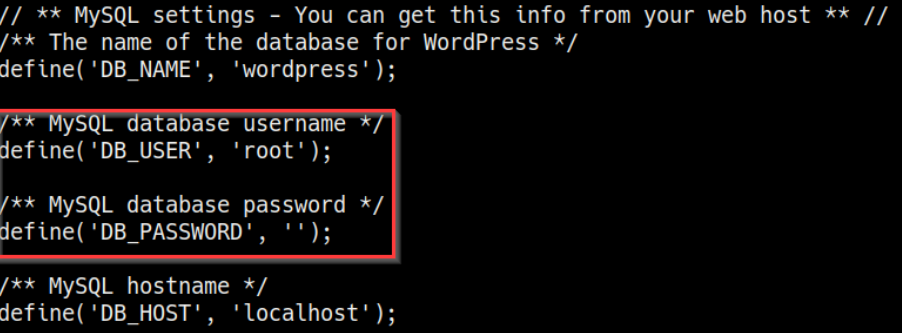 // ** MySQL settings - You can get this info from your web host ** //
/** The name of the database for WordPress */
define('DB_NAME', 'wordpress');
/** MySQL database username */
define('DB_USER', 'root');
/** MySQL database password */
define('DB_PASSWORD', '');
/** MySQL hostname */
define('DB_HOST', 'localhost');